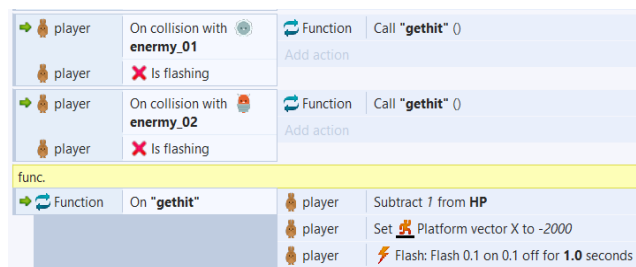 player On collision with Function Call "gethit" ()
enermy_01 Add action
player Is flashing
player On collision with Function Call "gethit" ()
enermy_02 Add action
player Is flashing
func.
Function On "gethit" player Subtract 1 from HP
player Set Platform vector X to -2000
player Flash: Flash 0.1 on 0.1 off for 1.0 seconds